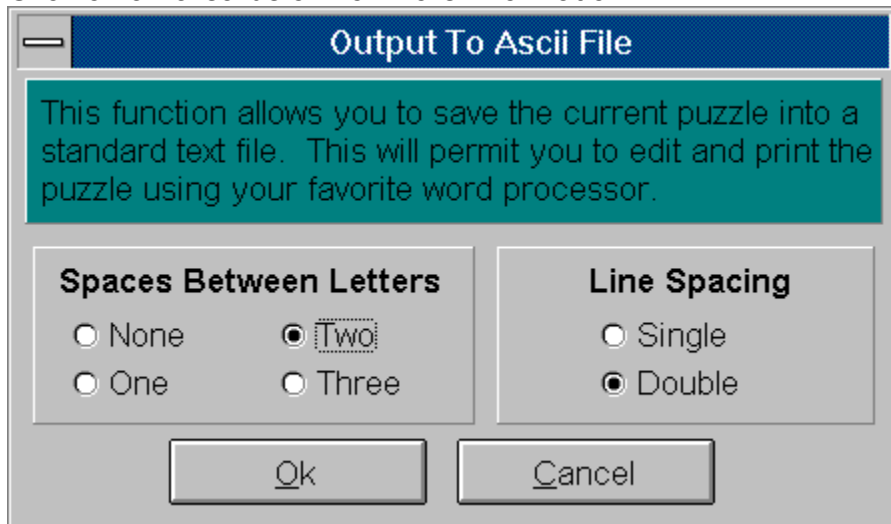 Output To Ascii File
This function allows you to save the current puzzle into a
standard text file.  This will permit you to edit and print the
puzzle using your favorite word processor.
Spaces Between Letters
Line Spacing
None
Two
Single
One
Three
Double
Ok
Cancel